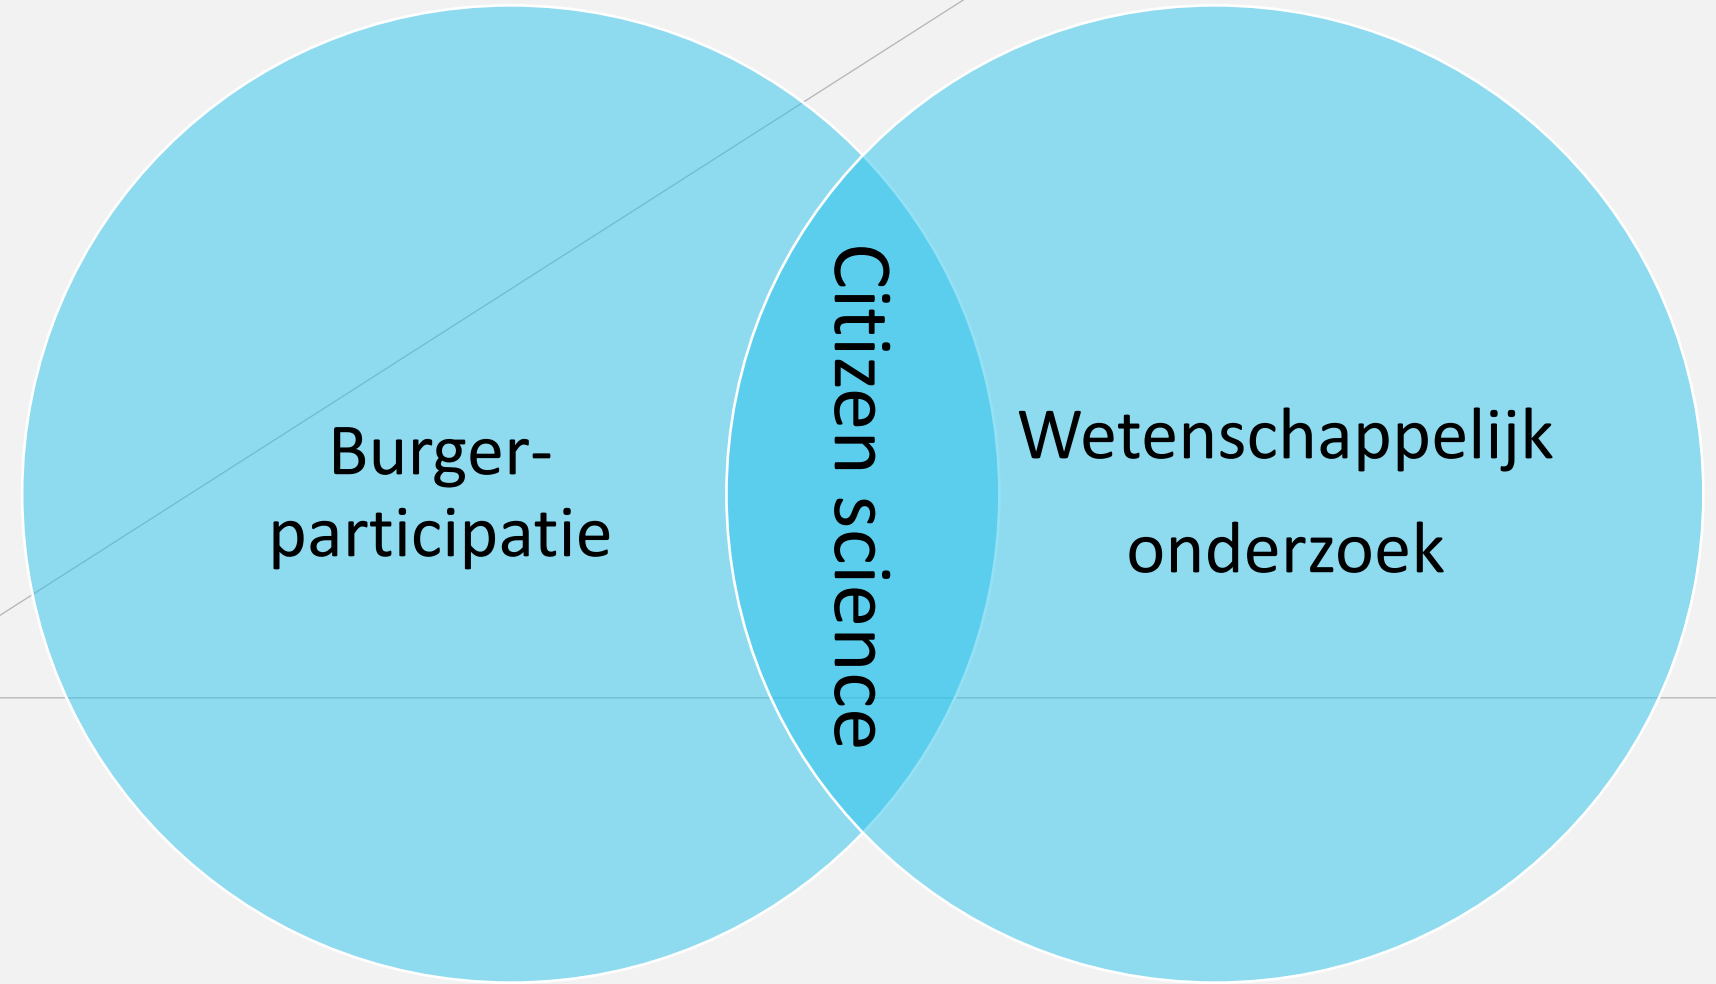 Burger-
participatie
Citizen science
Wetenschappelijk
onderzoek